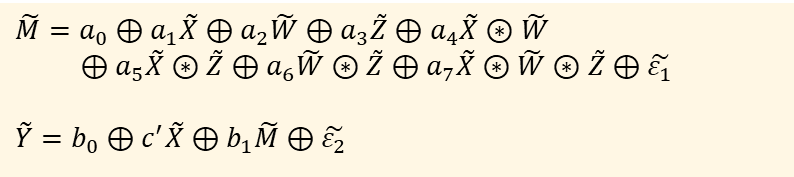 M̃ = a₀ ⊕ a₁X̃ ⊕ a₂W̃ ⊕ a₃Z̃ ⊕ a₄X̃ ⊛ W̃
⊕ a₅X̃ ⊛ Z̃ ⊕ a₆W̃ ⊛ Z̃ ⊕ a₇X̃ ⊛ W̃ ⊛ Z̃ ⊕ ε̃₁
Ỹ = b₀ ⊕ c′X̃ ⊕ b₁M̃ ⊕ ε̃₂